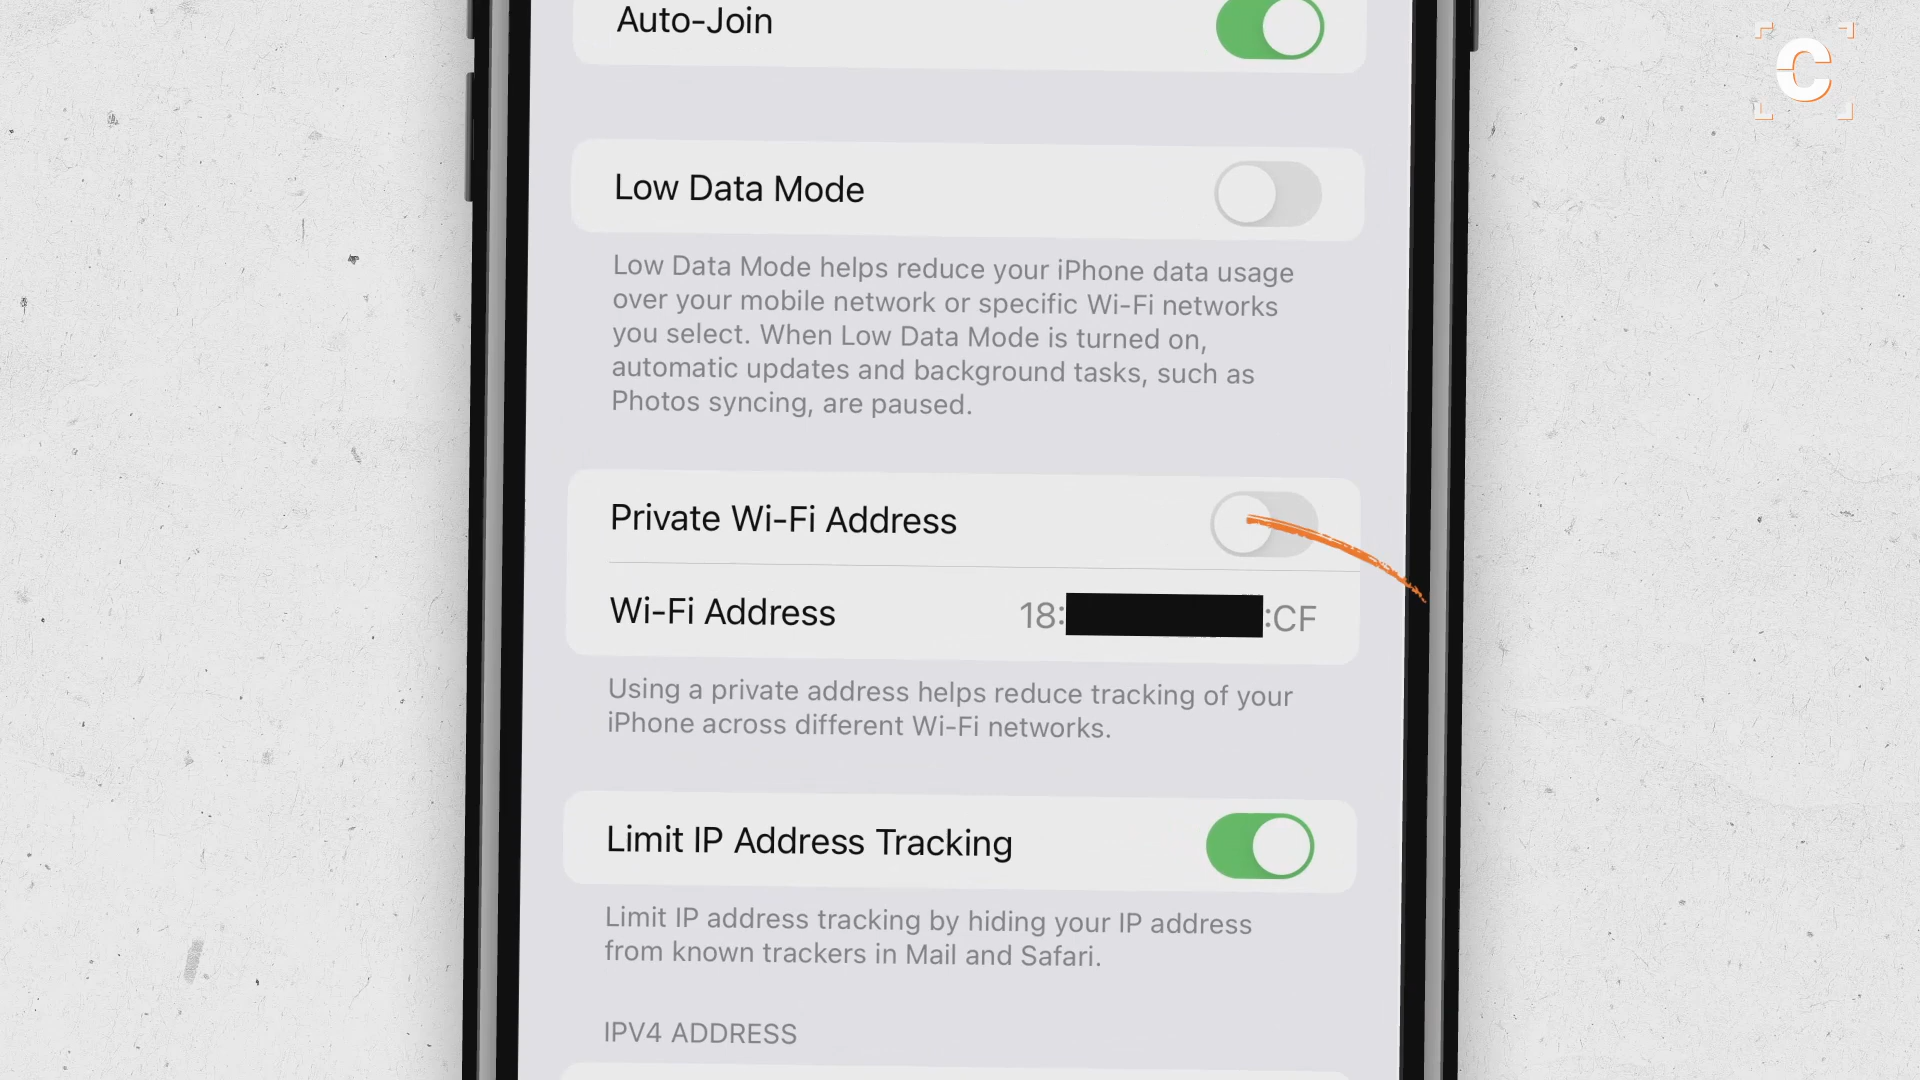 Auto-Join
C
Low Data Mode
Low Data Mode helps reduce your iPhone data usage
over your mobile network or specific Wi-Fi networks
you select. When Low Data Mode is turned on,
automatic updates and background tasks, such as
Photos syncing, are paused.
Private Wi-Fi Address
Wi-Fi Address 18: :CF
Using a private address helps reduce tracking of your
iPhone across different Wi-Fi networks.
Limit IP Address Tracking
Limit IP address tracking by hiding your IP address
from known trackers in Mail and Safari.
IPV4 ADDRESS